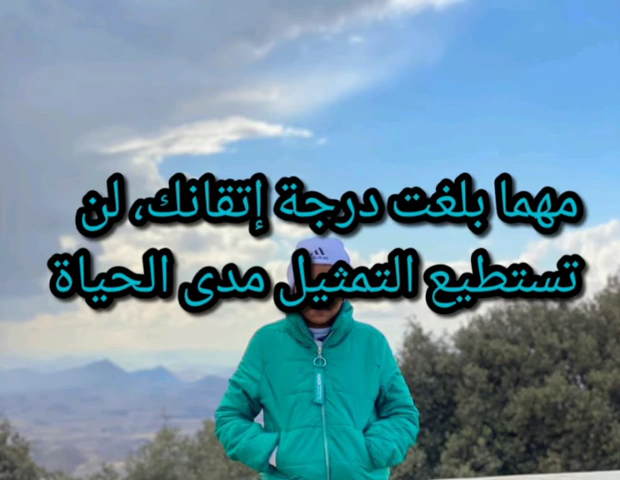 مهما بلغت درجة إتقانك، لن
تستطيع التمثيل مدى الحياة